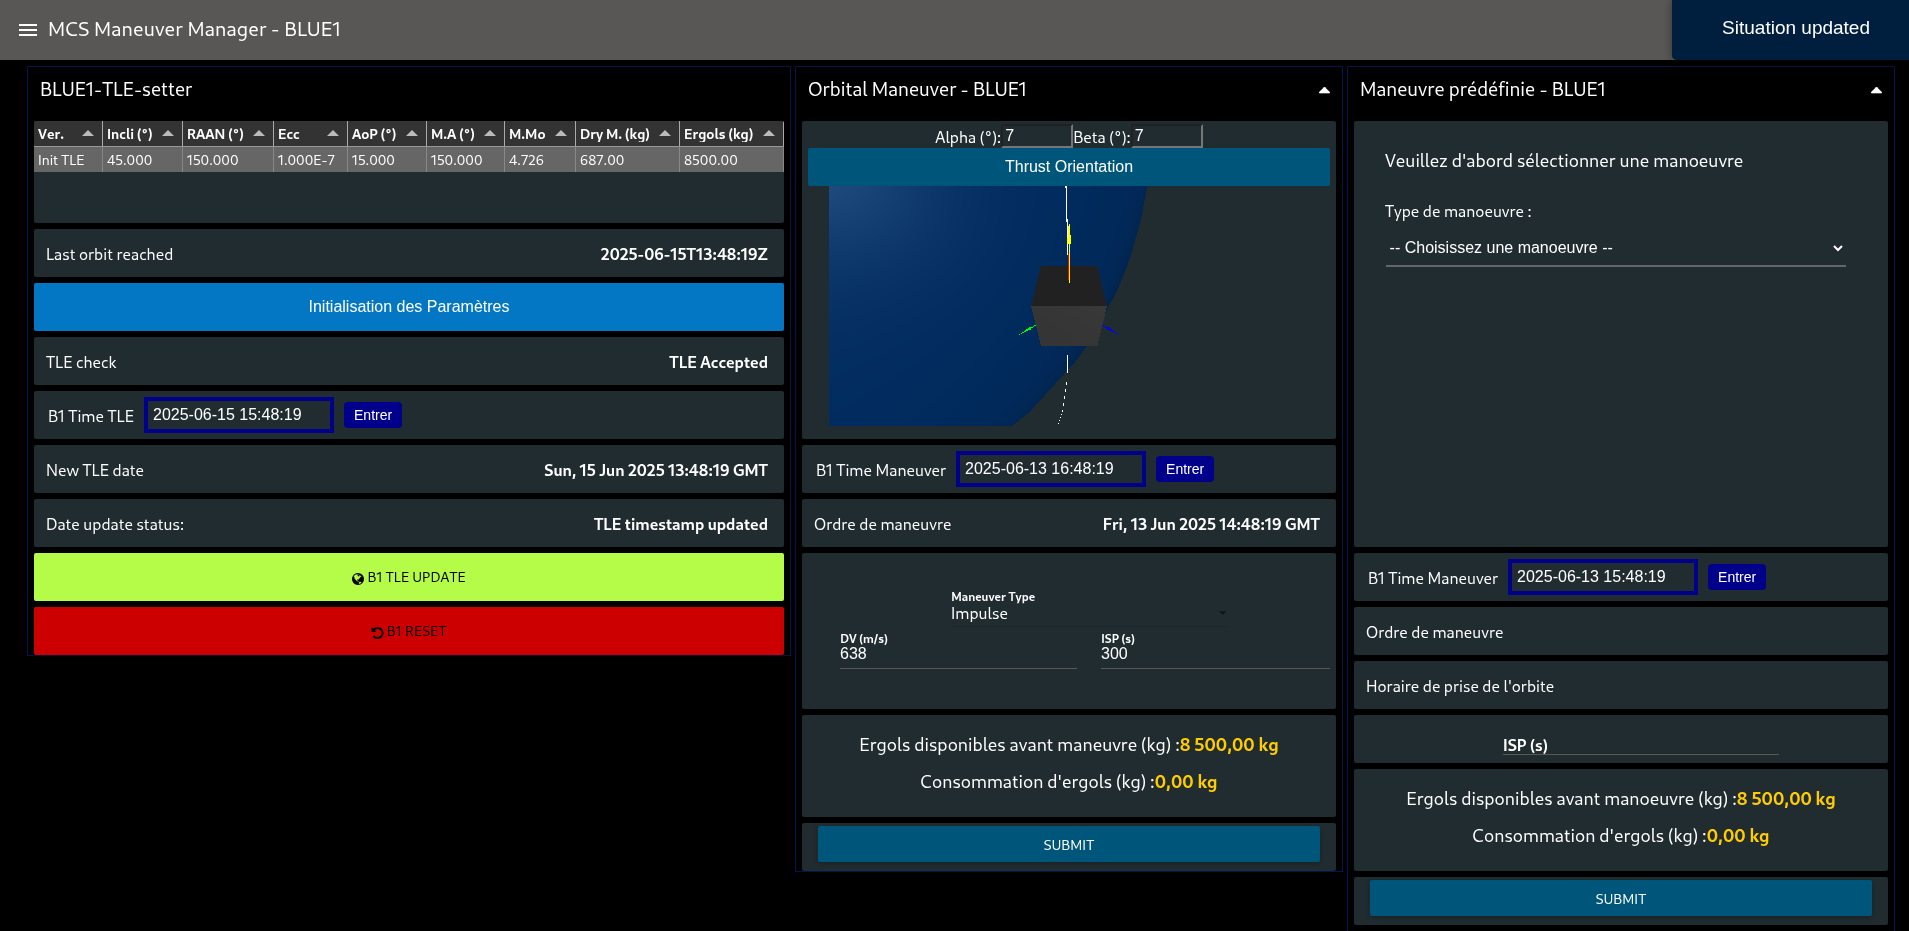 MCS Maneuver Manager - BLUE1
Situation updated
BLUE1-TLE-setter
Ver. Incli (°) RAAN (°) Ecc AoP (°) M.A (°) M.Mo Dry M. (kg) Ergols (kg)
Init TLE 45.000 150.000 1.000E-7 15.000 150.000 4.726 687.00 8500.00
Last orbit reached 2025-06-15T13:48:19Z
Initialisation des Paramètres
TLE check TLE Accepted
B1 Time TLE 2025-06-15 15:48:19 Entrer
New TLE date Sun, 15 Jun 2025 13:48:19 GMT
Date update status: TLE timestamp updated
B1 TLE UPDATE
B1 RESET
Orbital Maneuver - BLUE1
Alpha (°): 7 Beta (°): 7
Thrust Orientation
B1 Time Maneuver 2025-06-13 16:48:19 Entrer
Ordre de maneuvre Fri, 13 Jun 2025 14:48:19 GMT
Maneuver Type
Impulse
DV (m/s) ISP (s)
638 300
Ergols disponibles avant maneuvre (kg) :8 500,00 kg
Consommation d'ergols (kg) :0,00 kg
SUBMIT
Maneuvre prédéfinie - BLUE1
Veuillez d'abord sélectionner une manoeuvre
Type de manoeuvre :
-- Choisissez une manoeuvre --
B1 Time Maneuver 2025-06-13 15:48:19 Entrer
Ordre de maneuvre
Horaire de prise de l'orbite
ISP (s)
Ergols disponibles avant manoeuvre (kg) :8 500,00 kg
Consommation d'ergols (kg) :0,00 kg
SUBMIT